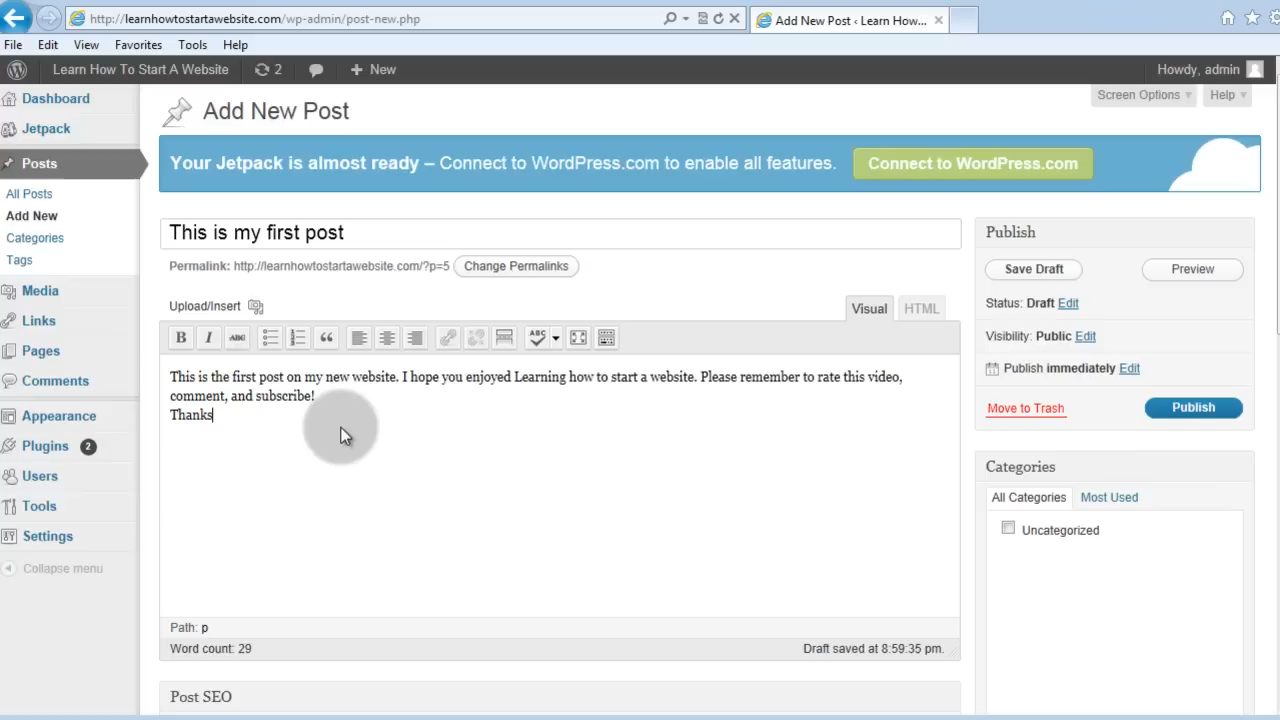 http://learnhowtostartawebsite.com/wp-admin/post-new.php
Add New Post ‹ Learn How...
File Edit View Favorites Tools Help
Learn How To Start A Website 2 New Howdy, admin
Dashboard
Jetpack
Posts
All Posts
Add New
Categories
Tags
Media
Links
Pages
Comments
Appearance
Plugins 2
Users
Tools
Settings
Collapse menu
Screen Options Help
Add New Post
Your Jetpack is almost ready – Connect to WordPress.com to enable all features. Connect to WordPress.com
This is my first post
Permalink: http://learnhowtostartawebsite.com/?p=5 Change Permalinks
Upload/Insert Visual HTML
B I ABC ABC
This is the first post on my new website. I hope you enjoyed Learning how to start a website. Please remember to rate this video,
comment, and subscribe!
Thanks
Path: p
Word count: 29 Draft saved at 8:59:35 pm.
Post SEO
Publish
Save Draft Preview
Status: Draft Edit
Visibility: Public Edit
Publish immediately Edit
Move to Trash Publish
Categories
All Categories Most Used
Uncategorized